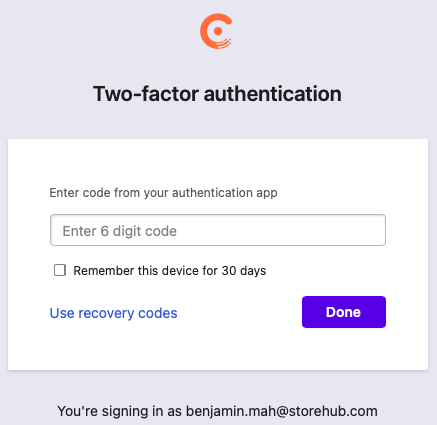 Two-factor authentication
Enter code from your authentication app
Enter 6 digit code
Remember this device for 30 days
Use recovery codes
Done
You're signing in as benjamin.mah@storehub.com